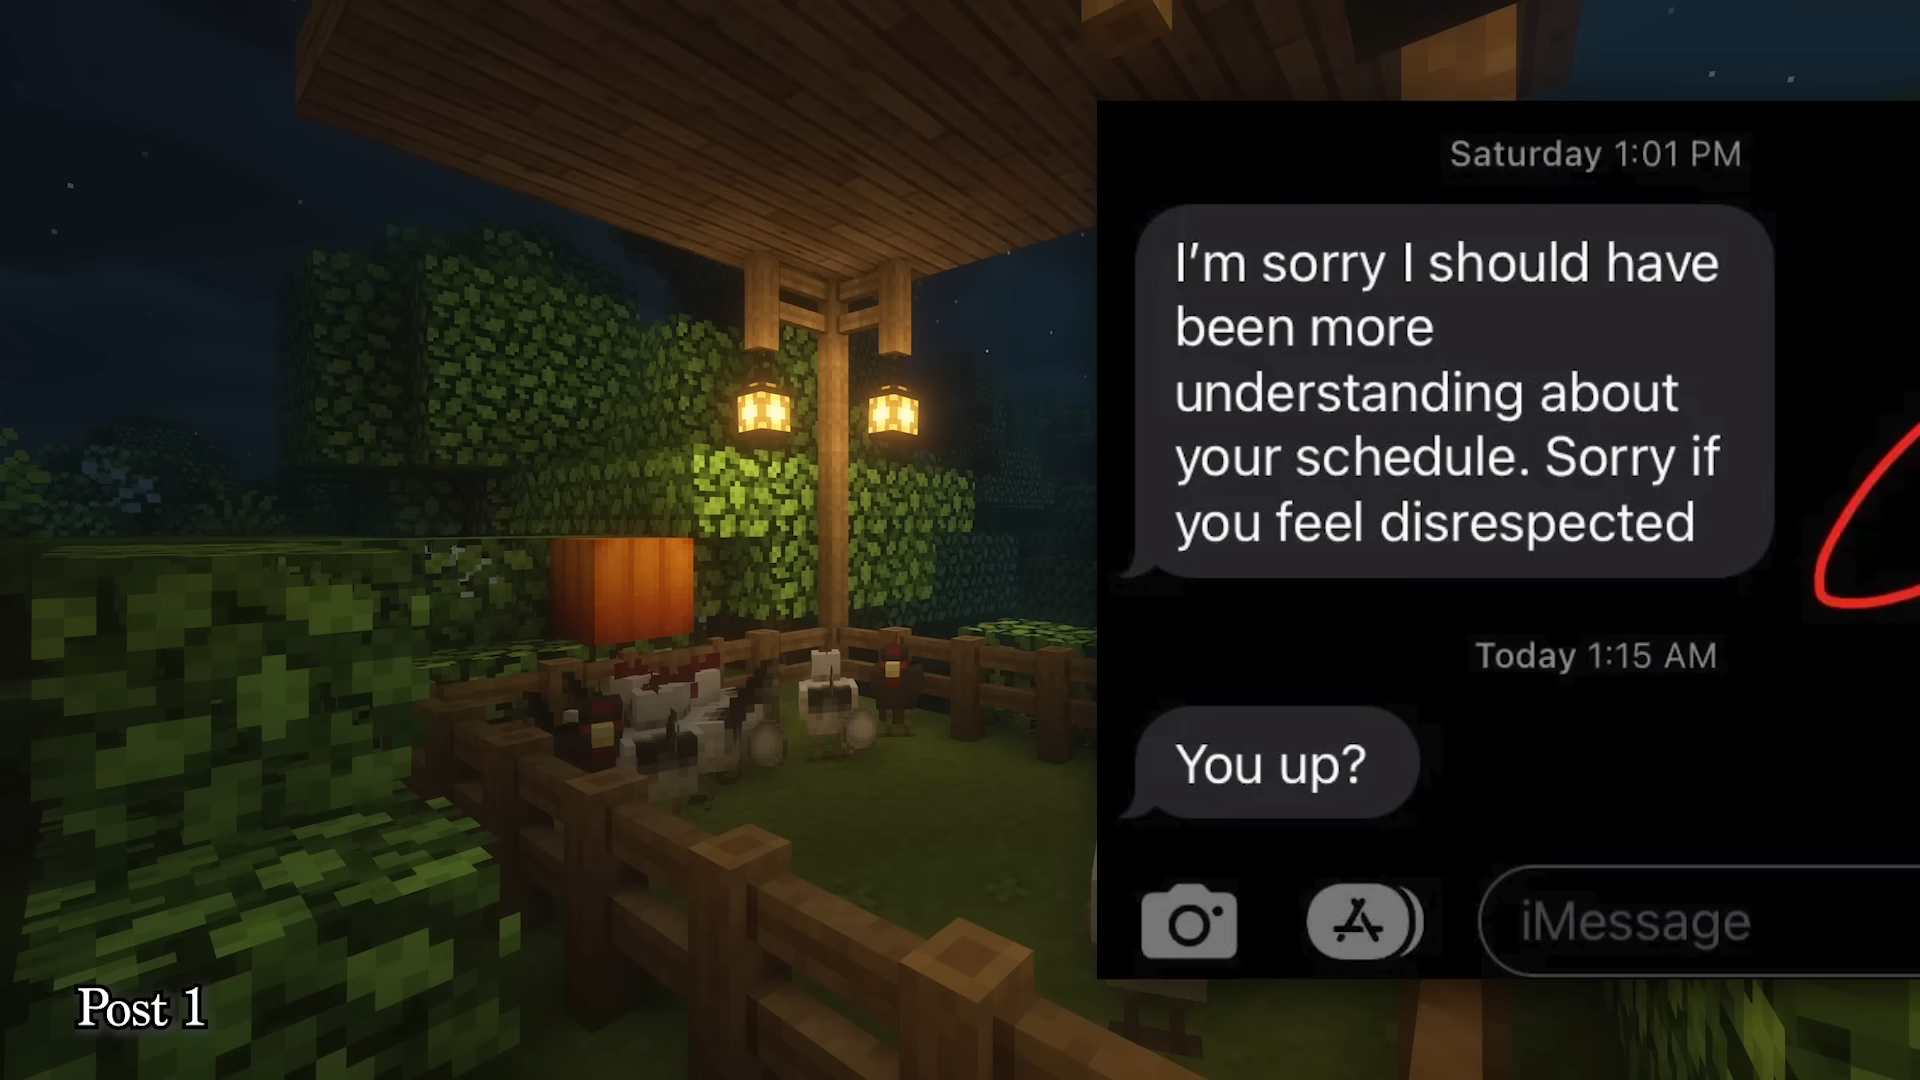 Saturday 1:01 PM
I'm sorry I should have
been more
understanding about
your schedule. Sorry if
you feel disrespected
Today 1:15 AM
You up?
iMessage
Post 1